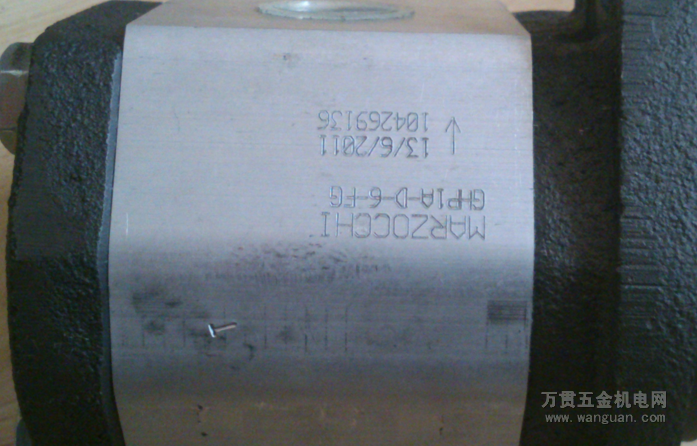 MARZOCCHI
GHP1A-D-6-FG
13/6/2011
104269136
万贯五金机电网
www.wanguan.com